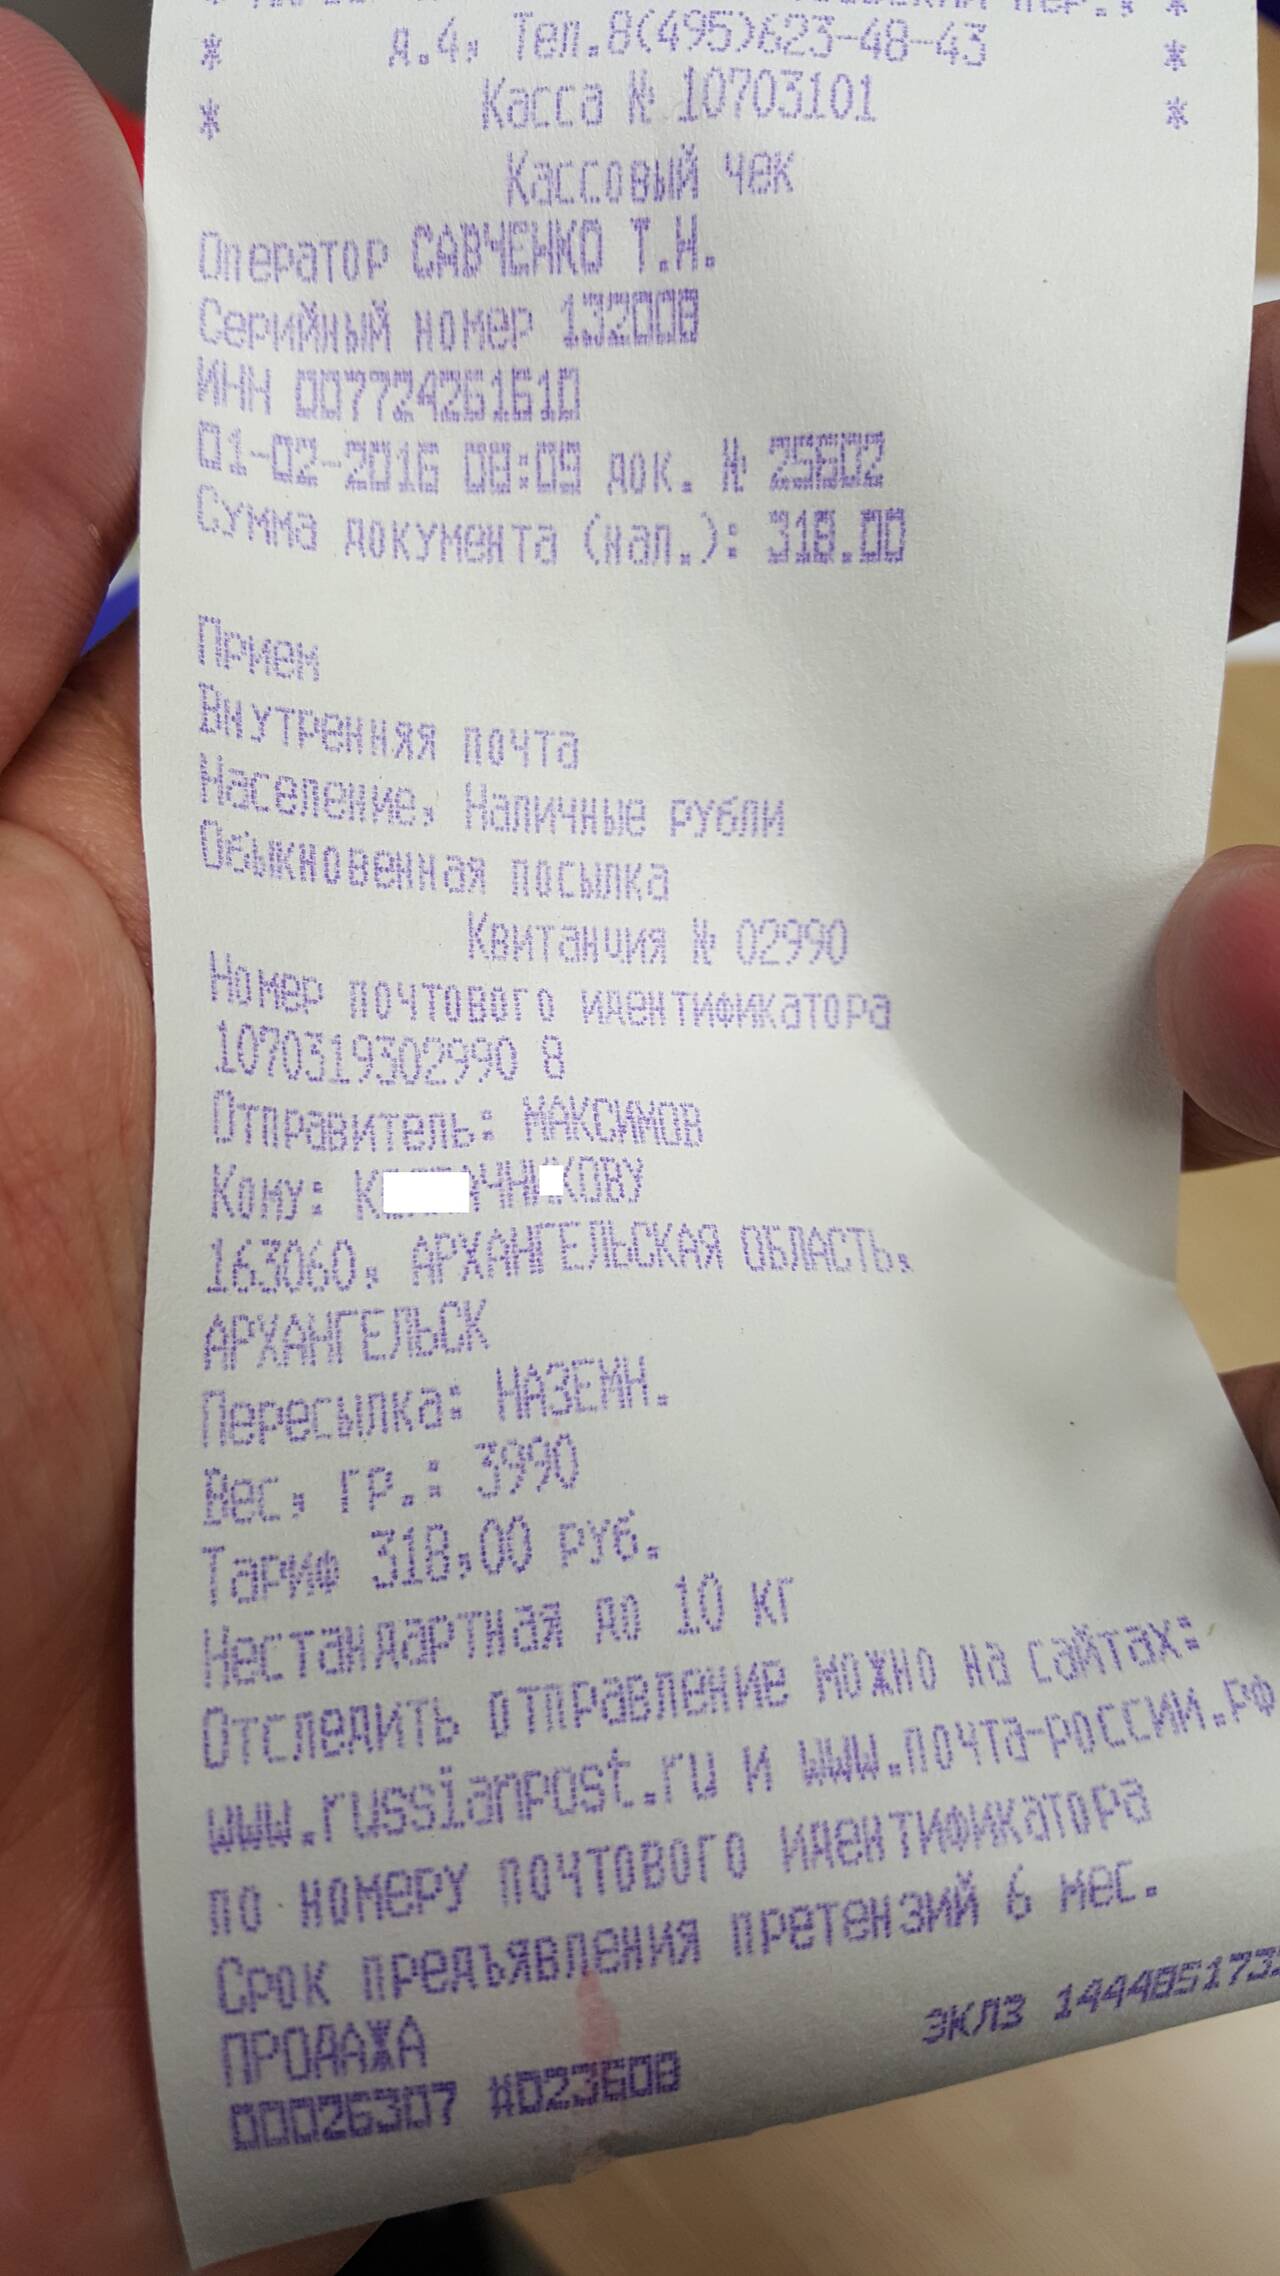 * *
* д.4, Тел.8(495)623-48-43 *
* Касса № 10703101 *
Кассовый чек
Оператор САВЧЕНКО Т.Н.
Серийный номер 132008
ИНН 007724261610
01-02-2016 09:09 док. № 25602
Сумма документа (нал.): 318.00
Прием
Внутренняя почта
Население, Наличные рубли
посылка
Квитанция № 02990
Номер почтового идентификатора
1070319302990 8
Отправитель: МАКСИМОВ
Кому:
163060, АРХАНГЕЛЬСКАЯ ОБЛАСТЬ,
АРХАНГЕЛЬСК
Пересылка: НАЗЕМН.
Вес, гр.: 3990
Тариф 318.00 руб.
Нестандартная до 10 кг
Отследить отправление можно на сайтах:
www.russianpost.ru и www.почта-россии.рф
по номеру почтового идентификатора
Срок предъявления претензий 6 мес.
ПРОДАЖА ЭКЛЗ
00026307 #023608